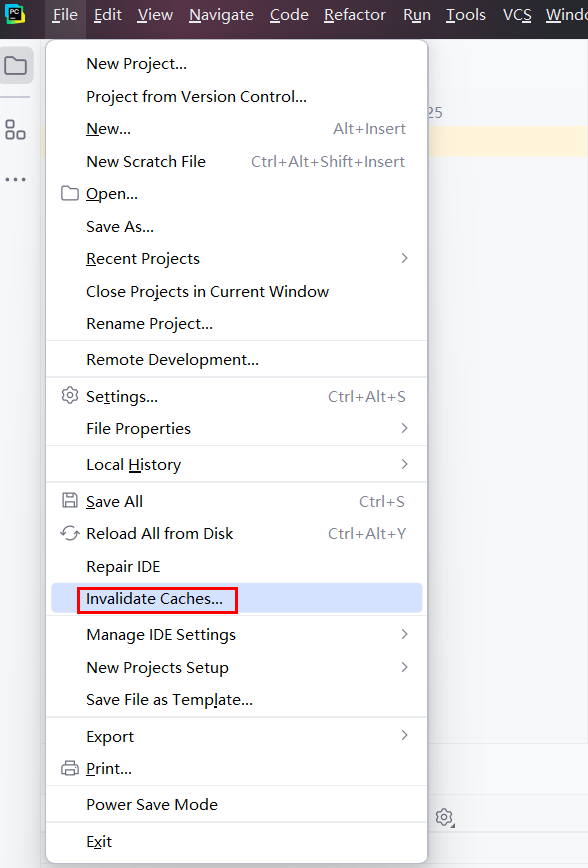 PC File Edit View Navigate Code Refactor Run Tools VCS Windo
25
New Project...
Project from Version Control...
New... Alt+Insert
New Scratch File Ctrl+Alt+Shift+Insert
Open...
Save As...
Recent Projects
Close Projects in Current Window
Rename Project...
Remote Development...
Settings... Ctrl+Alt+S
File Properties
Local History
Save All Ctrl+S
Reload All from Disk Ctrl+Alt+Y
Repair IDE
Invalidate Caches...
Manage IDE Settings
New Projects Setup
Save File as Template...
Export
Print...
Power Save Mode
Exit